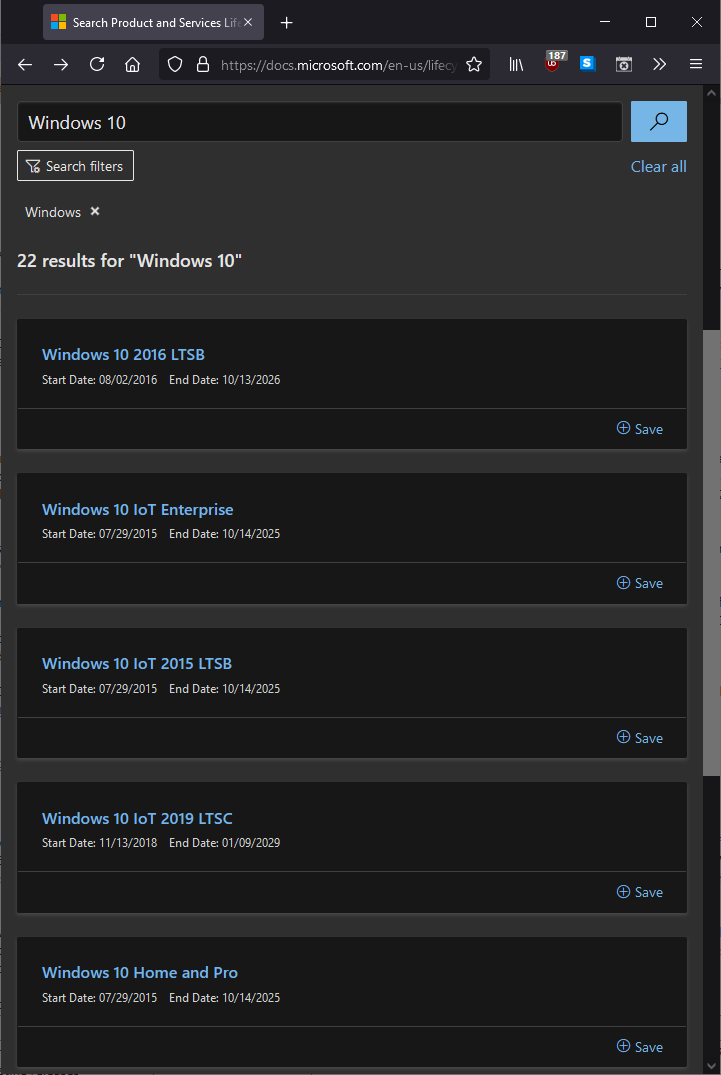 Search Product and Services Life
187
https://docs.microsoft.com/en-us/lifecy
Windows 10
Search filters
Clear all
Windows
22 results for "Windows 10"
Windows 10 2016 LTSB
Start Date: 08/02/2016 End Date: 10/13/2026
Save
Windows 10 IoT Enterprise
Start Date: 07/29/2015 End Date: 10/14/2025
Save
Windows 10 IoT 2015 LTSB
Start Date: 07/29/2015 End Date: 10/14/2025
Save
Windows 10 IoT 2019 LTSC
Start Date: 11/13/2018 End Date: 01/09/2029
Save
Windows 10 Home and Pro
Start Date: 07/29/2015 End Date: 10/14/2025
Save